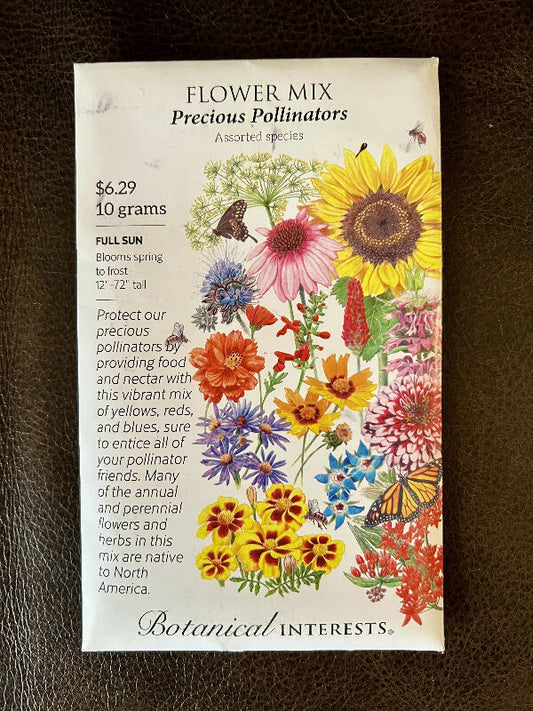 FLOWER MIX
Precious Pollinators
Assorted species
$6.29
10 grams
FULL SUN
Blooms spring
to frost
12"-72" tall
Protect our
precious
pollinators by
providing food
and nectar with
this vibrant mix
of yellows, reds,
and blues, sure
to entice all of
your pollinator
friends. Many
of the annual
and perennial
flowers and
herbs in this
mix are native
to North
America.
Botanical INTERESTS®